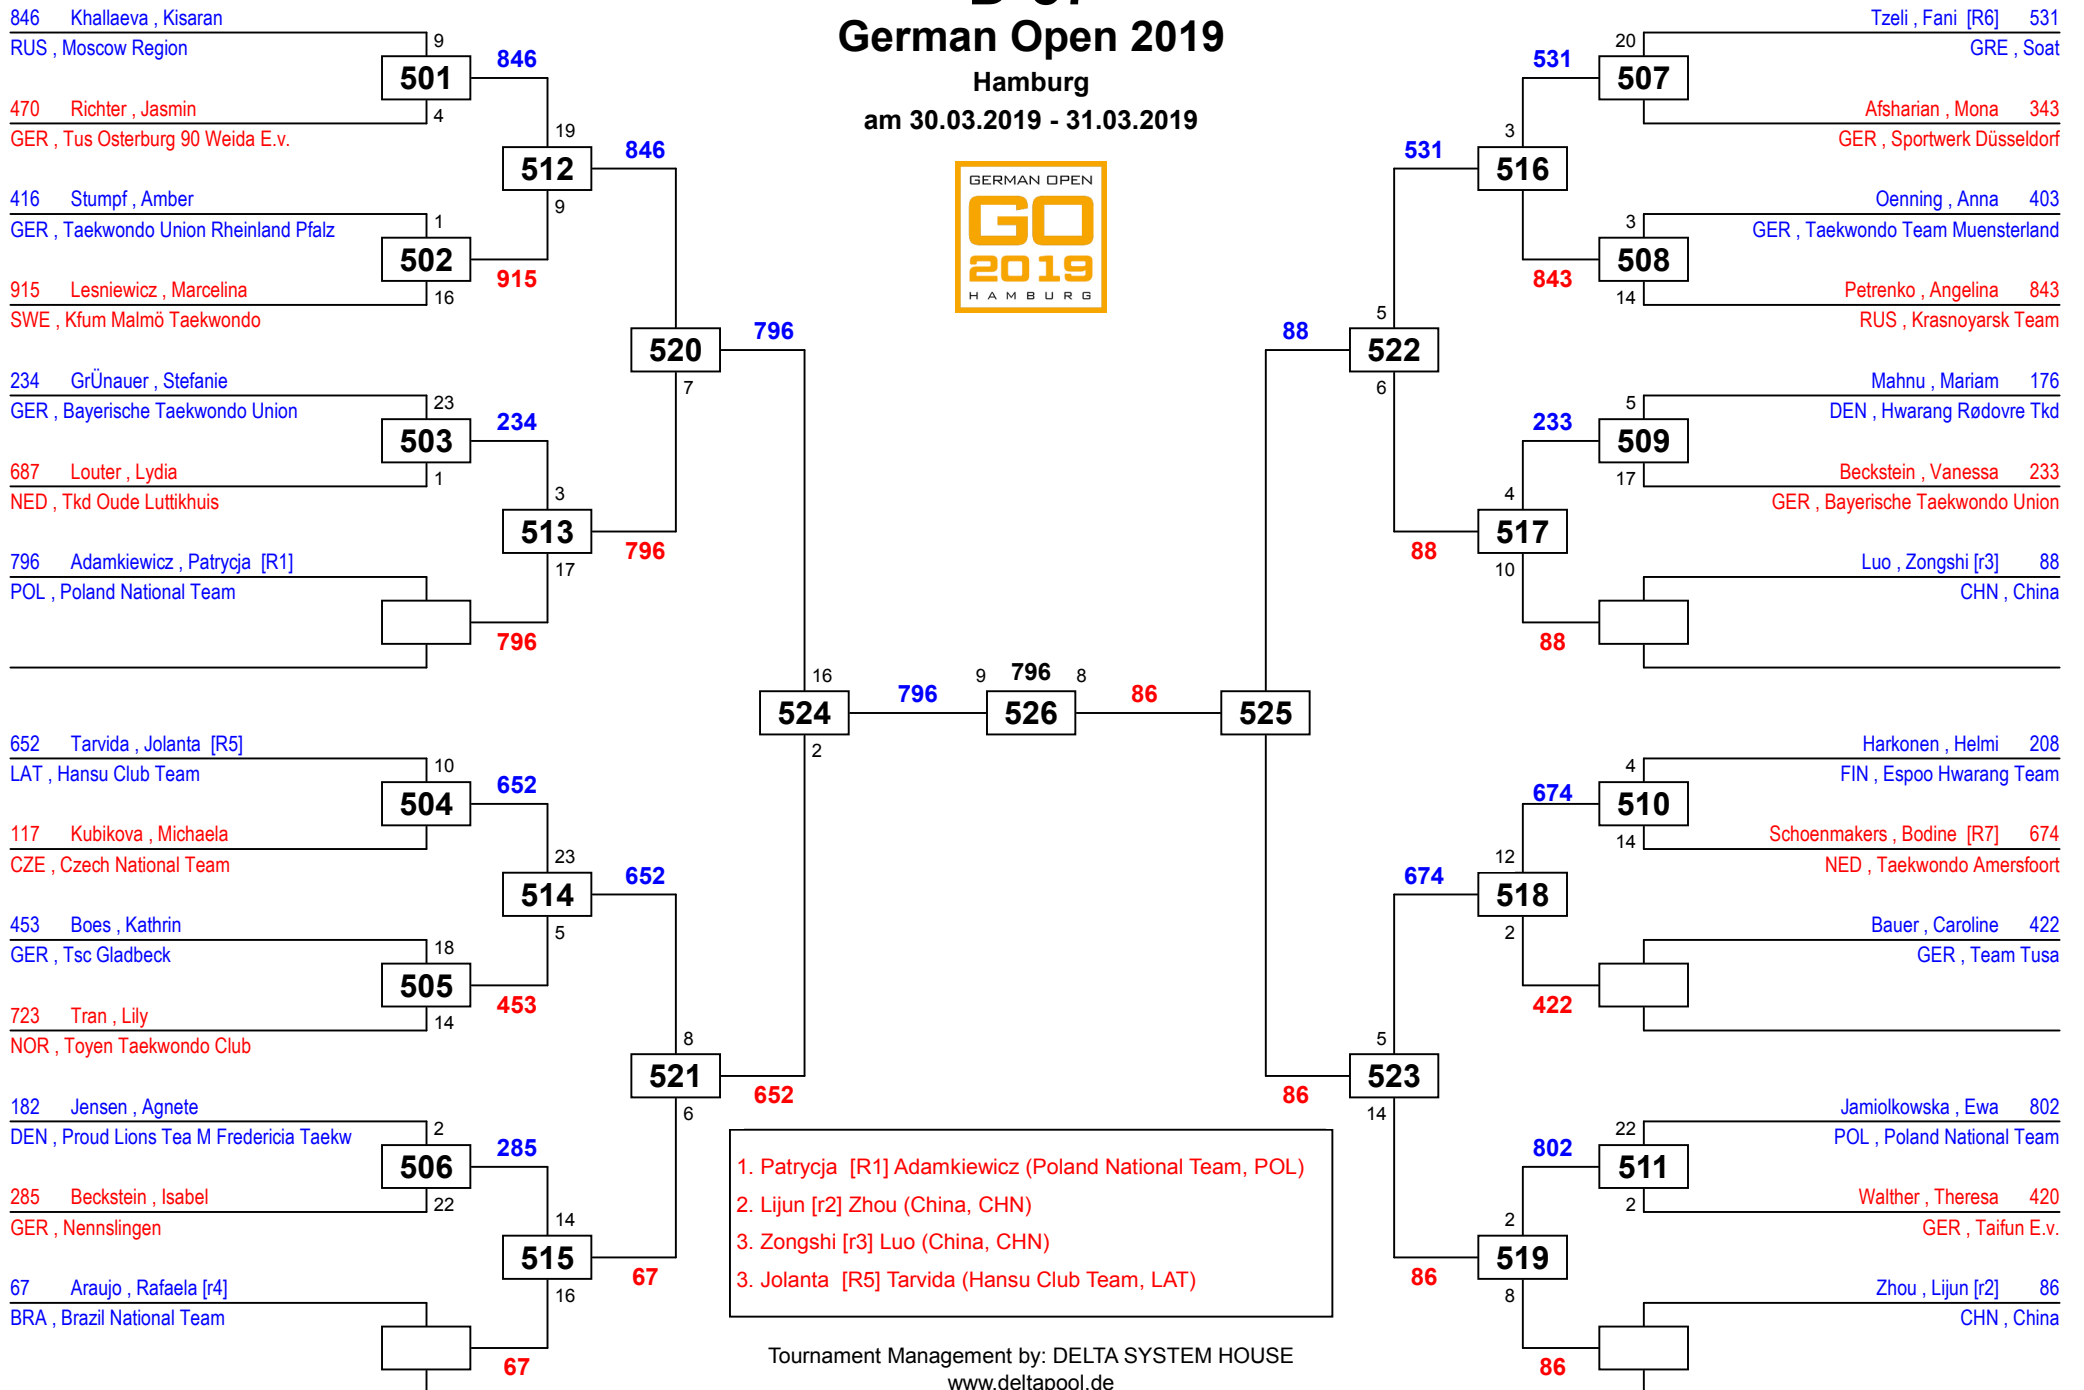 German Open 2019
Hamburg
am 30.03.2019 - 31.03.2019
GERMAN OPEN
GO
2019
HAMBURG
846 Khallaeva , Kisaran
RUS , Moscow Region
9
501
846
4
470 Richter , Jasmin
GER , Tus Osterburg 90 Weida E.v.
19
512
846
9
416 Stumpf , Amber
GER , Taekwondo Union Rheinland Pfalz
1
502
915
16
915 Lesniewicz , Marcelina
SWE , Kfum Malmö Taekwondo
520
796
7
234 GrÜnauer , Stefanie
GER , Bayerische Taekwondo Union
23
503
234
1
687 Louter , Lydia
NED , Tkd Oude Luttikhuis
3
513
796
17
796 Adamkiewicz , Patrycja [R1]
POL , Poland National Team
796
16
524
796
2
652 Tarvida , Jolanta [R5]
LAT , Hansu Club Team
10
504
652
117 Kubikova , Michaela
CZE , Czech National Team
23
514
652
5
453 Boes , Kathrin
GER , Tsc Gladbeck
18
505
453
14
723 Tran , Lily
NOR , Toyen Taekwondo Club
8
521
652
6
182 Jensen , Agnete
DEN , Proud Lions Tea M Fredericia Taekw
2
506
285
22
285 Beckstein , Isabel
GER , Nennslingen
14
515
67
16
67 Araujo , Rafaela [r4]
BRA , Brazil National Team
67
9 796 8
526
86
525
Tzeli , Fani [R6] 531
GRE , Soat
20
531
507
Afsharian , Mona 343
GER , Sportwerk Düsseldorf
3
531
516
Oenning , Anna 403
GER , Taekwondo Team Muensterland
3
508
843
14
Petrenko , Angelina 843
RUS , Krasnoyarsk Team
5
88
522
6
Mahnu , Mariam 176
DEN , Hwarang Rødovre Tkd
5
233
509
17
Beckstein , Vanessa 233
GER , Bayerische Taekwondo Union
4
517
88
10
Luo , Zongshi [r3] 88
CHN , China
88
Harkonen , Helmi 208
FIN , Espoo Hwarang Team
4
674
510
14
Schoenmakers , Bodine [R7] 674
NED , Taekwondo Amersfoort
12
674
518
2
Bauer , Caroline 422
GER , Team Tusa
422
5
523
86
14
Jamiolkowska , Ewa 802
POL , Poland National Team
22
802
511
2
Walther , Theresa 420
GER , Taifun E.v.
2
519
86
8
Zhou , Lijun [r2] 86
CHN , China
86
1. Patrycja [R1] Adamkiewicz (Poland National Team, POL)
2. Lijun [r2] Zhou (China, CHN)
3. Zongshi [r3] Luo (China, CHN)
3. Jolanta [R5] Tarvida (Hansu Club Team, LAT)
Tournament Management by: DELTA SYSTEM HOUSE
www.deltapool.de